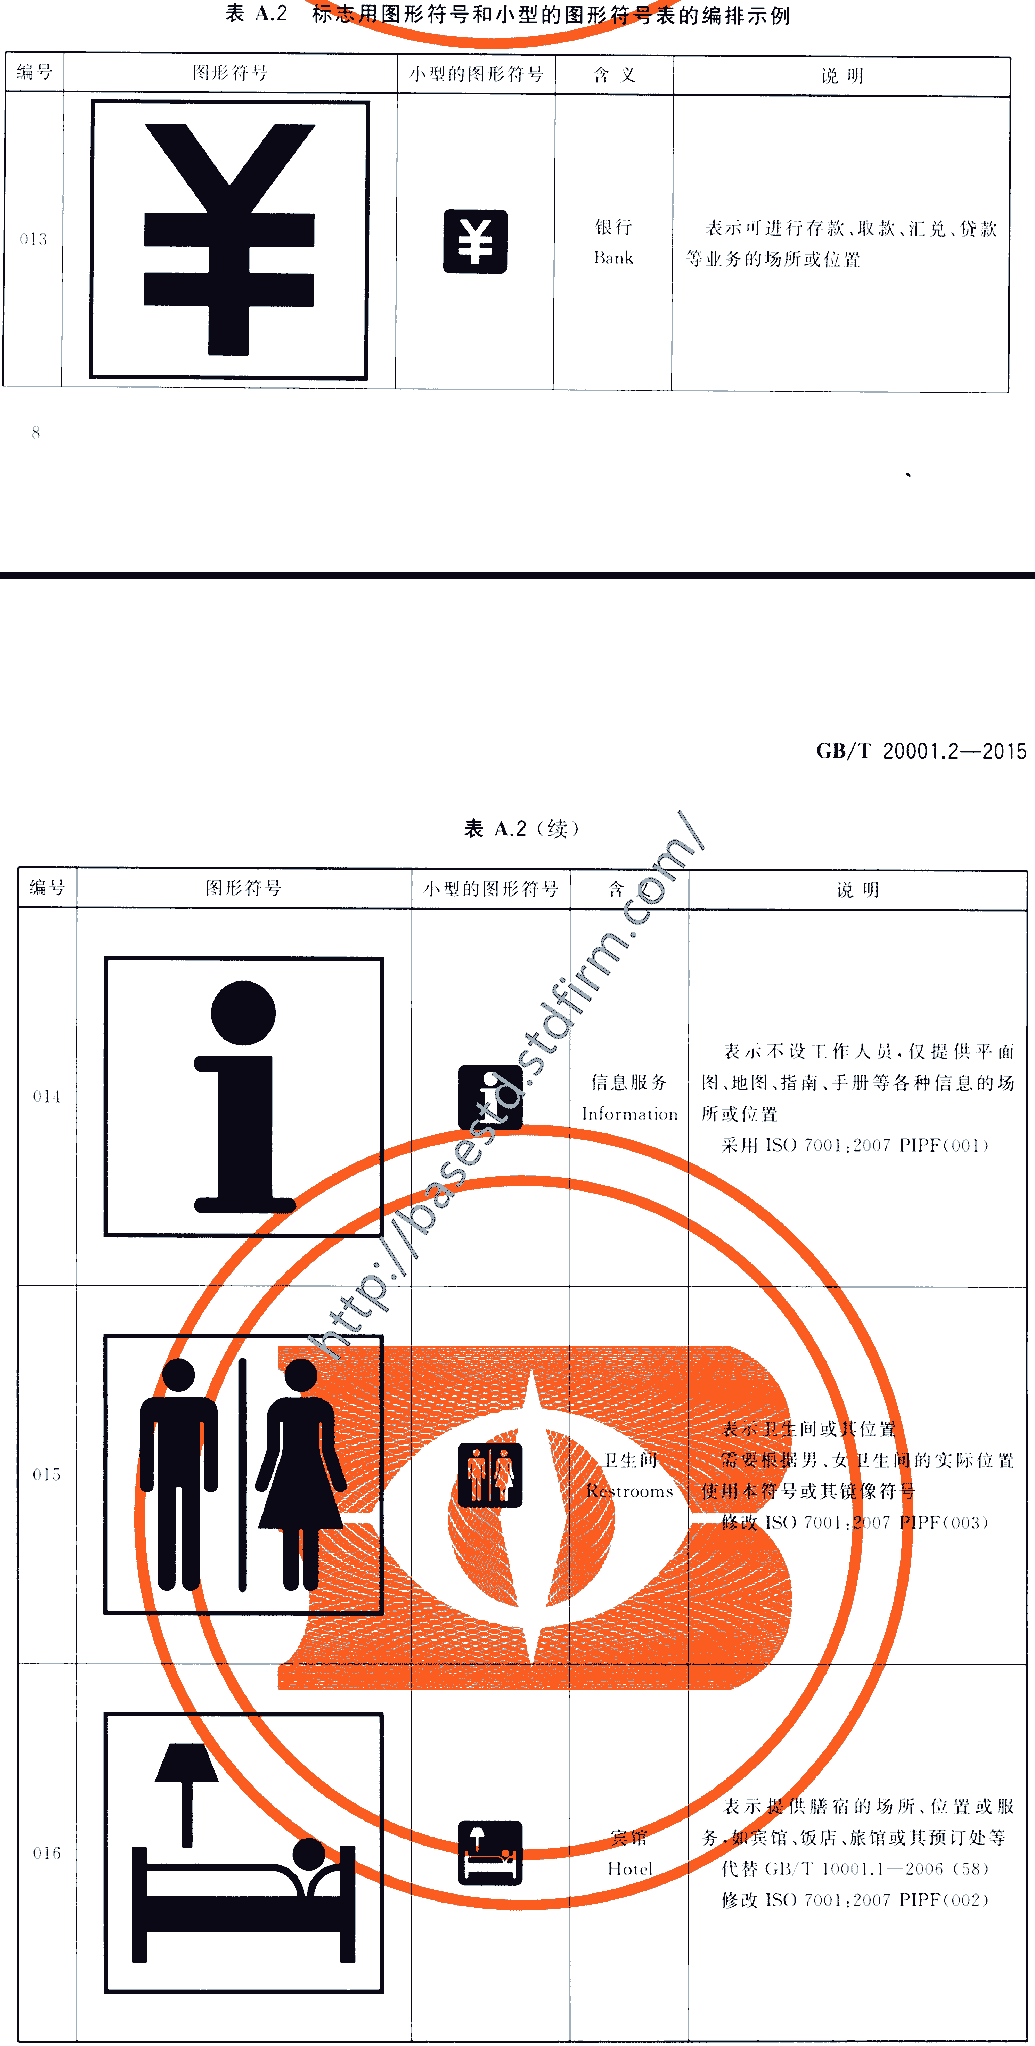 表 A.2 标志用图形符号和小型的图形符号表的编排示例
编号 图形符号 小型的图形符号 含 义 说 明
013
¥
¥
银行
Bank
表示可进行存款、取款、汇兑、贷款
等业务的场所或位置
8
GB/T 20001.2—2015
表 A.2（续）
编号 图形符号 小型的图形符号 含 义 说 明
014
信息服务
Information
表示不设工作人员,仅提供平面
图、地图、指南、手册等各种信息的场
所或位置
采用 ISO 7001:2007 PIPF(001)
015
卫生间
Restrooms
表示卫生间或其位置
需要根据男、女卫生间的实际位置
使用本符号或其镜像符号
修改 ISO 7001:2007 PIPF(003)
016
宾馆
Hotel
表示提供膳宿的场所、位置或服
务,如宾馆、饭店、旅馆或其预订处等
代替 GB/T 10001.1—2006 (58)
修改 ISO 7001:2007 PIPF(002)
http://basestd.stdfirm.com/